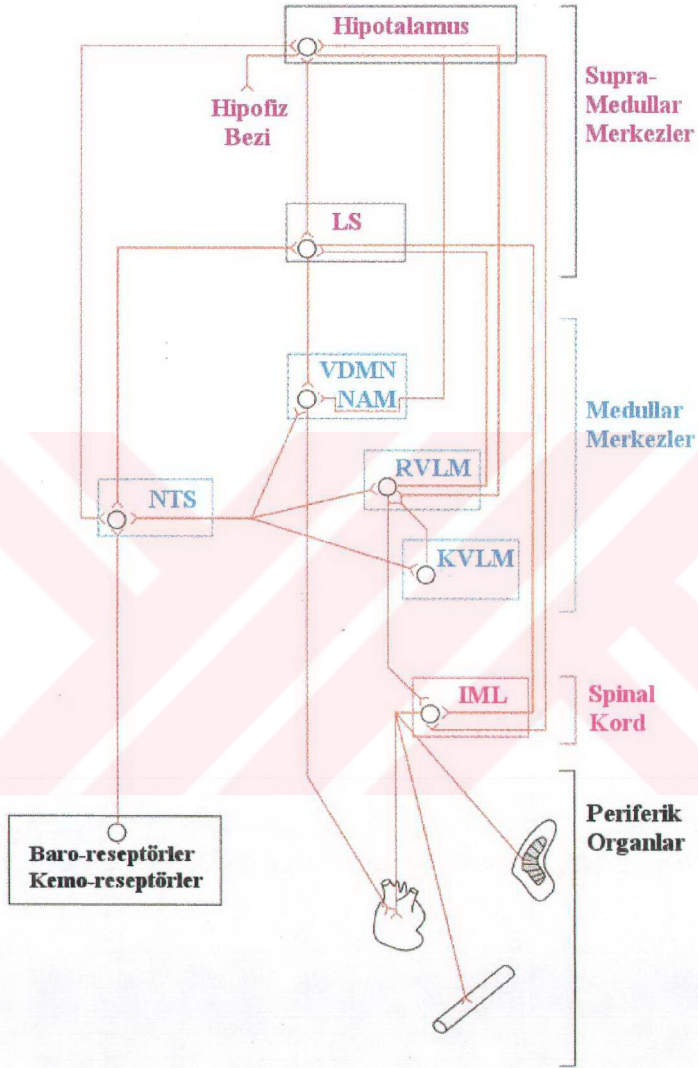 Hipotalamus
Hipofiz
Bezi
Supra-
Medullar
Merkezler
LS
VDMN
NAM
Medullar
Merkezler
RVLM
NTS
KVLM
IML
Spinal
Kord
Periferik
Organlar
Baro-reseptörler
Kemo-reseptörler